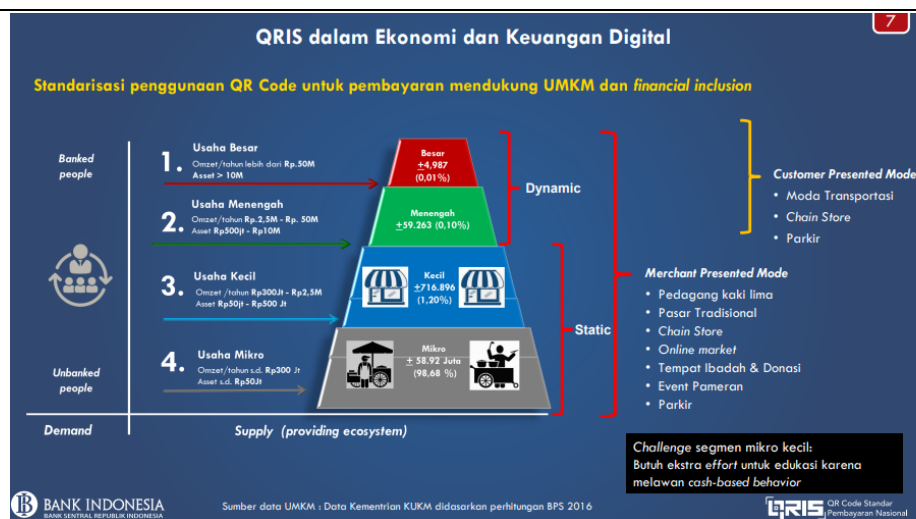 7
QRIS dalam Ekonomi dan Keuangan Digital
Standarisasi penggunaan QR Code untuk pembayaran mendukung UMKM dan financial inclusion
Banked
people
Unbanked
people
1.
Usaha Besar
Omzet/tahun lebih dari Rp.50M
Asset > 10M
2.
Usaha Menengah
Omzet/tahun Rp.2,5M - Rp. 50M
Asset Rp500jt - Rp10M
3.
Usaha Kecil
Omzet /tahun Rp300Jt - Rp2,5M
Asset Rp50jt - Rp500 Jt
4.
Usaha Mikro
Omzet/tahun s.d. Rp300 Jt
Asset s.d. Rp50Jt
Besar
±4,987
(0,01%)
Menengah
±59.263 (0,10%)
Kecil
±716.896
(1,20%)
Mikro
± 58.92 Juta
(98,68 %)
Dynamic
Static
Customer Presented Mode
• Moda Transportasi
• Chain Store
• Parkir
Merchant Presented Mode
• Pedagang kaki lima
• Pasar Tradisional
• Chain Store
• Online market
• Tempat Ibadah & Donasi
• Event Pameran
• Parkir
Demand
Supply (providing ecosystem)
Challenge segmen mikro kecil:
Butuh ekstra effort untuk edukasi karena
melawan cash-based behavior
BANK INDONESIA
BANK SENTRAL REPUBLIK INDONESIA
Sumber data UMKM : Data Kementrian KUKM didasarkan perhitungan BPS 2016
QRIS
QR Code Standar
Pembayaran Nasional